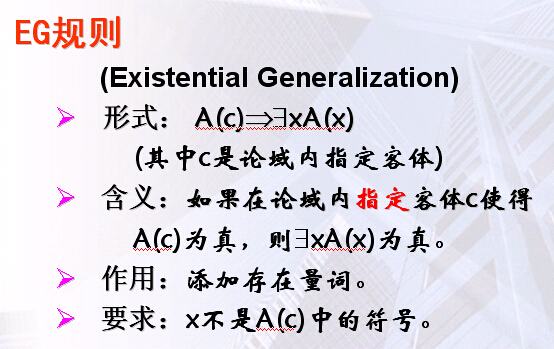 EG规则
(Existential Generalization)
➢ 形式： A(c)⇒∃xA(x)
(其中c是论域内指定客体)
➢ 含义：如果在论域内指定客体c使得
A(c)为真，则∃xA(x)为真。
➢ 作用：添加存在量词。
➢ 要求：x不是A(c)中的符号。